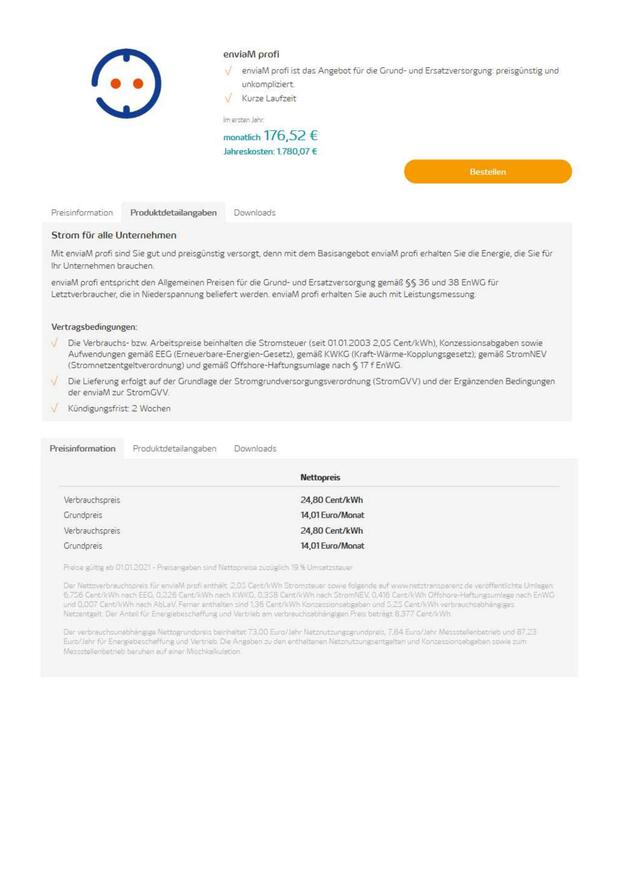 enviaM profi
enviaM profi ist das Angebot für die Grund- und Ersatzversorgung: preisgünstig und
unkompliziert.
Kurze Laufzeit
Im ersten Jahr:
monatlich 176,52 €
Jahreskosten: 1.780,07 €
Bestellen
Preisinformation Produktdetailangaben Downloads
Strom für alle Unternehmen
Mit enviaM profi sind Sie gut und preisgünstig versorgt, denn mit dem Basisangebot enviaM profi erhalten Sie die Energie, die Sie für
Ihr Unternehmen brauchen.
enviaM profi entspricht den Allgemeinen Preisen für die Grund- und Ersatzversorgung gemäß §§ 36 und 38 EnWG für
Letztverbraucher, die in Niederspannung beliefert werden. enviaM profi erhalten Sie auch mit Leistungsmessung.
Vertragsbedingungen:
Die Verbrauchs- bzw. Arbeitspreise beinhalten die Stromsteuer (seit 01.01.2003 2,05 Cent/kWh), Konzessionsabgaben sowie
Aufwendungen gemäß EEG (Erneuerbare-Energien-Gesetz), gemäß KWKG (Kraft-Wärme-Kopplungsgesetz); gemäß StromNEV
(Stromnetzentgeltverordnung) und gemäß Offshore-Haftungsumlage nach § 17 f EnWG.
Die Lieferung erfolgt auf der Grundlage der Stromgrundversorgungsverordnung (StromGVV) und der Ergänzenden Bedingungen
der enviaM zur StromGVV.
Kündigungsfrist: 2 Wochen
Preisinformation Produktdetailangaben Downloads
Nettopreis
Verbrauchspreis 24,80 Cent/kWh
Grundpreis 14,01 Euro/Monat
Verbrauchspreis 24,80 Cent/kWh
Grundpreis 14,01 Euro/Monat
Preise gültig ab 01.01.2021 - Preisangaben sind Nettopreise zuzüglich 19 % Umsatzsteuer
Der Nettoverbrauchspreis für enviaM profi enthält: 2,05 Cent/kWh Stromsteuer sowie folgende auf www.netztransparenz.de veröffentlichte Umlagen:
6,756 Cent/kWh nach EEG, 0,226 Cent/kWh nach KWKG, 0,358 Cent/kWh nach StromNEV, 0,416 Cent/kWh Offshore-Haftungsumlage nach EnWG
und 0,007 Cent/kWh nach AbLaV. Ferner enthalten sind 1,36 Cent/kWh Konzessionsabgaben und 5,25 Cent/kWh verbrauchsabhängiges
Netzentgelt. Der Anteil für Energiebeschaffung und Vertrieb am verbrauchsabhängigen Preis beträgt 8,377 Cent/kWh.
Der verbrauchsunabhängige Nettogrundpreis beinhaltet 73,00 Euro/Jahr Netznutzungsgrundpreis, 7,84 Euro/Jahr Messstellenbetrieb und 87,23
Euro/Jahr für Energiebeschaffung und Vertrieb. Die Angaben zu den enthaltenen Netznutzungsentgelten und Konzessionsabgaben sowie zum
Messstellenbetrieb beruhen auf einer Mischkalkulation.